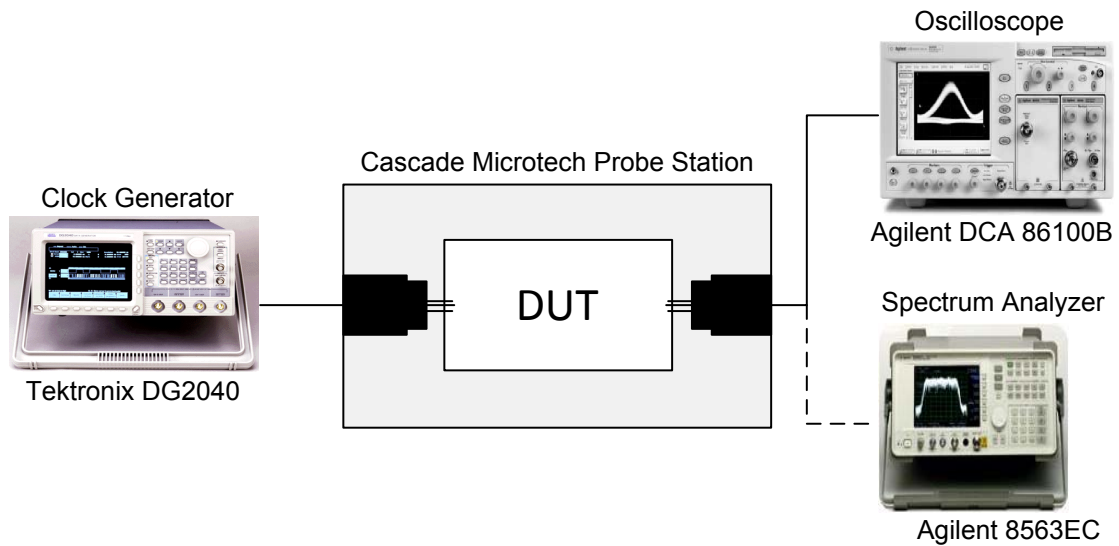 Oscilloscope
Agilent DCA 86100B
Cascade Microtech Probe Station
Clock Generator
Tektronix DG2040
DUT
Spectrum Analyzer
Agilent 8563EC